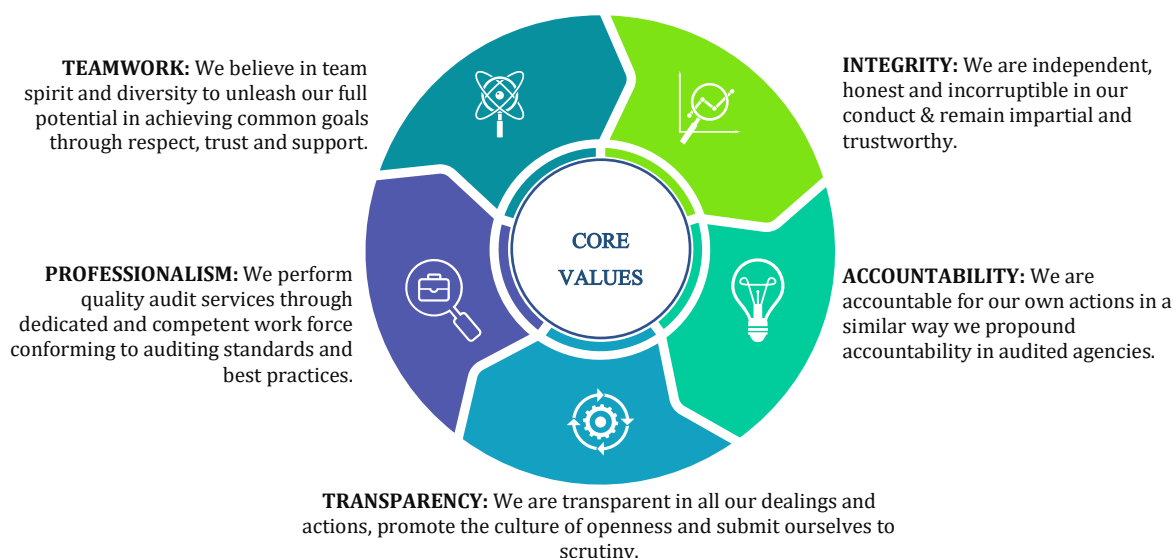 TEAMWORK: We believe in team
spirit and diversity to unleash our full
potential in achieving common goals
through respect, trust and support.
INTEGRITY: We are independent,
honest and incorruptible in our
conduct & remain impartial and
trustworthy.
CORE
VALUES
PROFESSIONALISM: We perform
quality audit services through
dedicated and competent work force
conforming to auditing standards and
best practices.
ACCOUNTABILITY: We are
accountable for our own actions in a
similar way we propound
accountability in audited agencies.
TRANSPARENCY: We are transparent in all our dealings and
actions, promote the culture of openness and submit ourselves to
scrutiny.